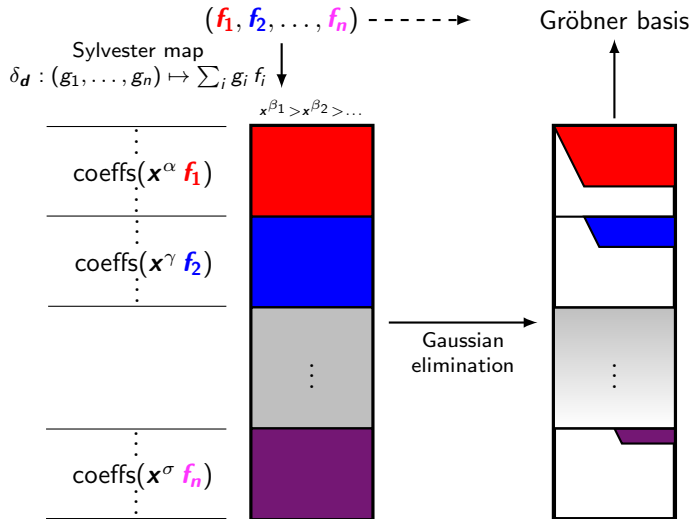 (f₁, f₂, . . . , fₙ)
Gröbner basis
Sylvester map
δ_d : (g₁, . . . , gₙ) ↦ ∑ᵢ gᵢ fᵢ
x^{β₁} > x^{β₂} > . . .
coeffs(x^α f₁)
coeffs(x^γ f₂)
Gaussian
elimination
coeffs(x^σ fₙ)